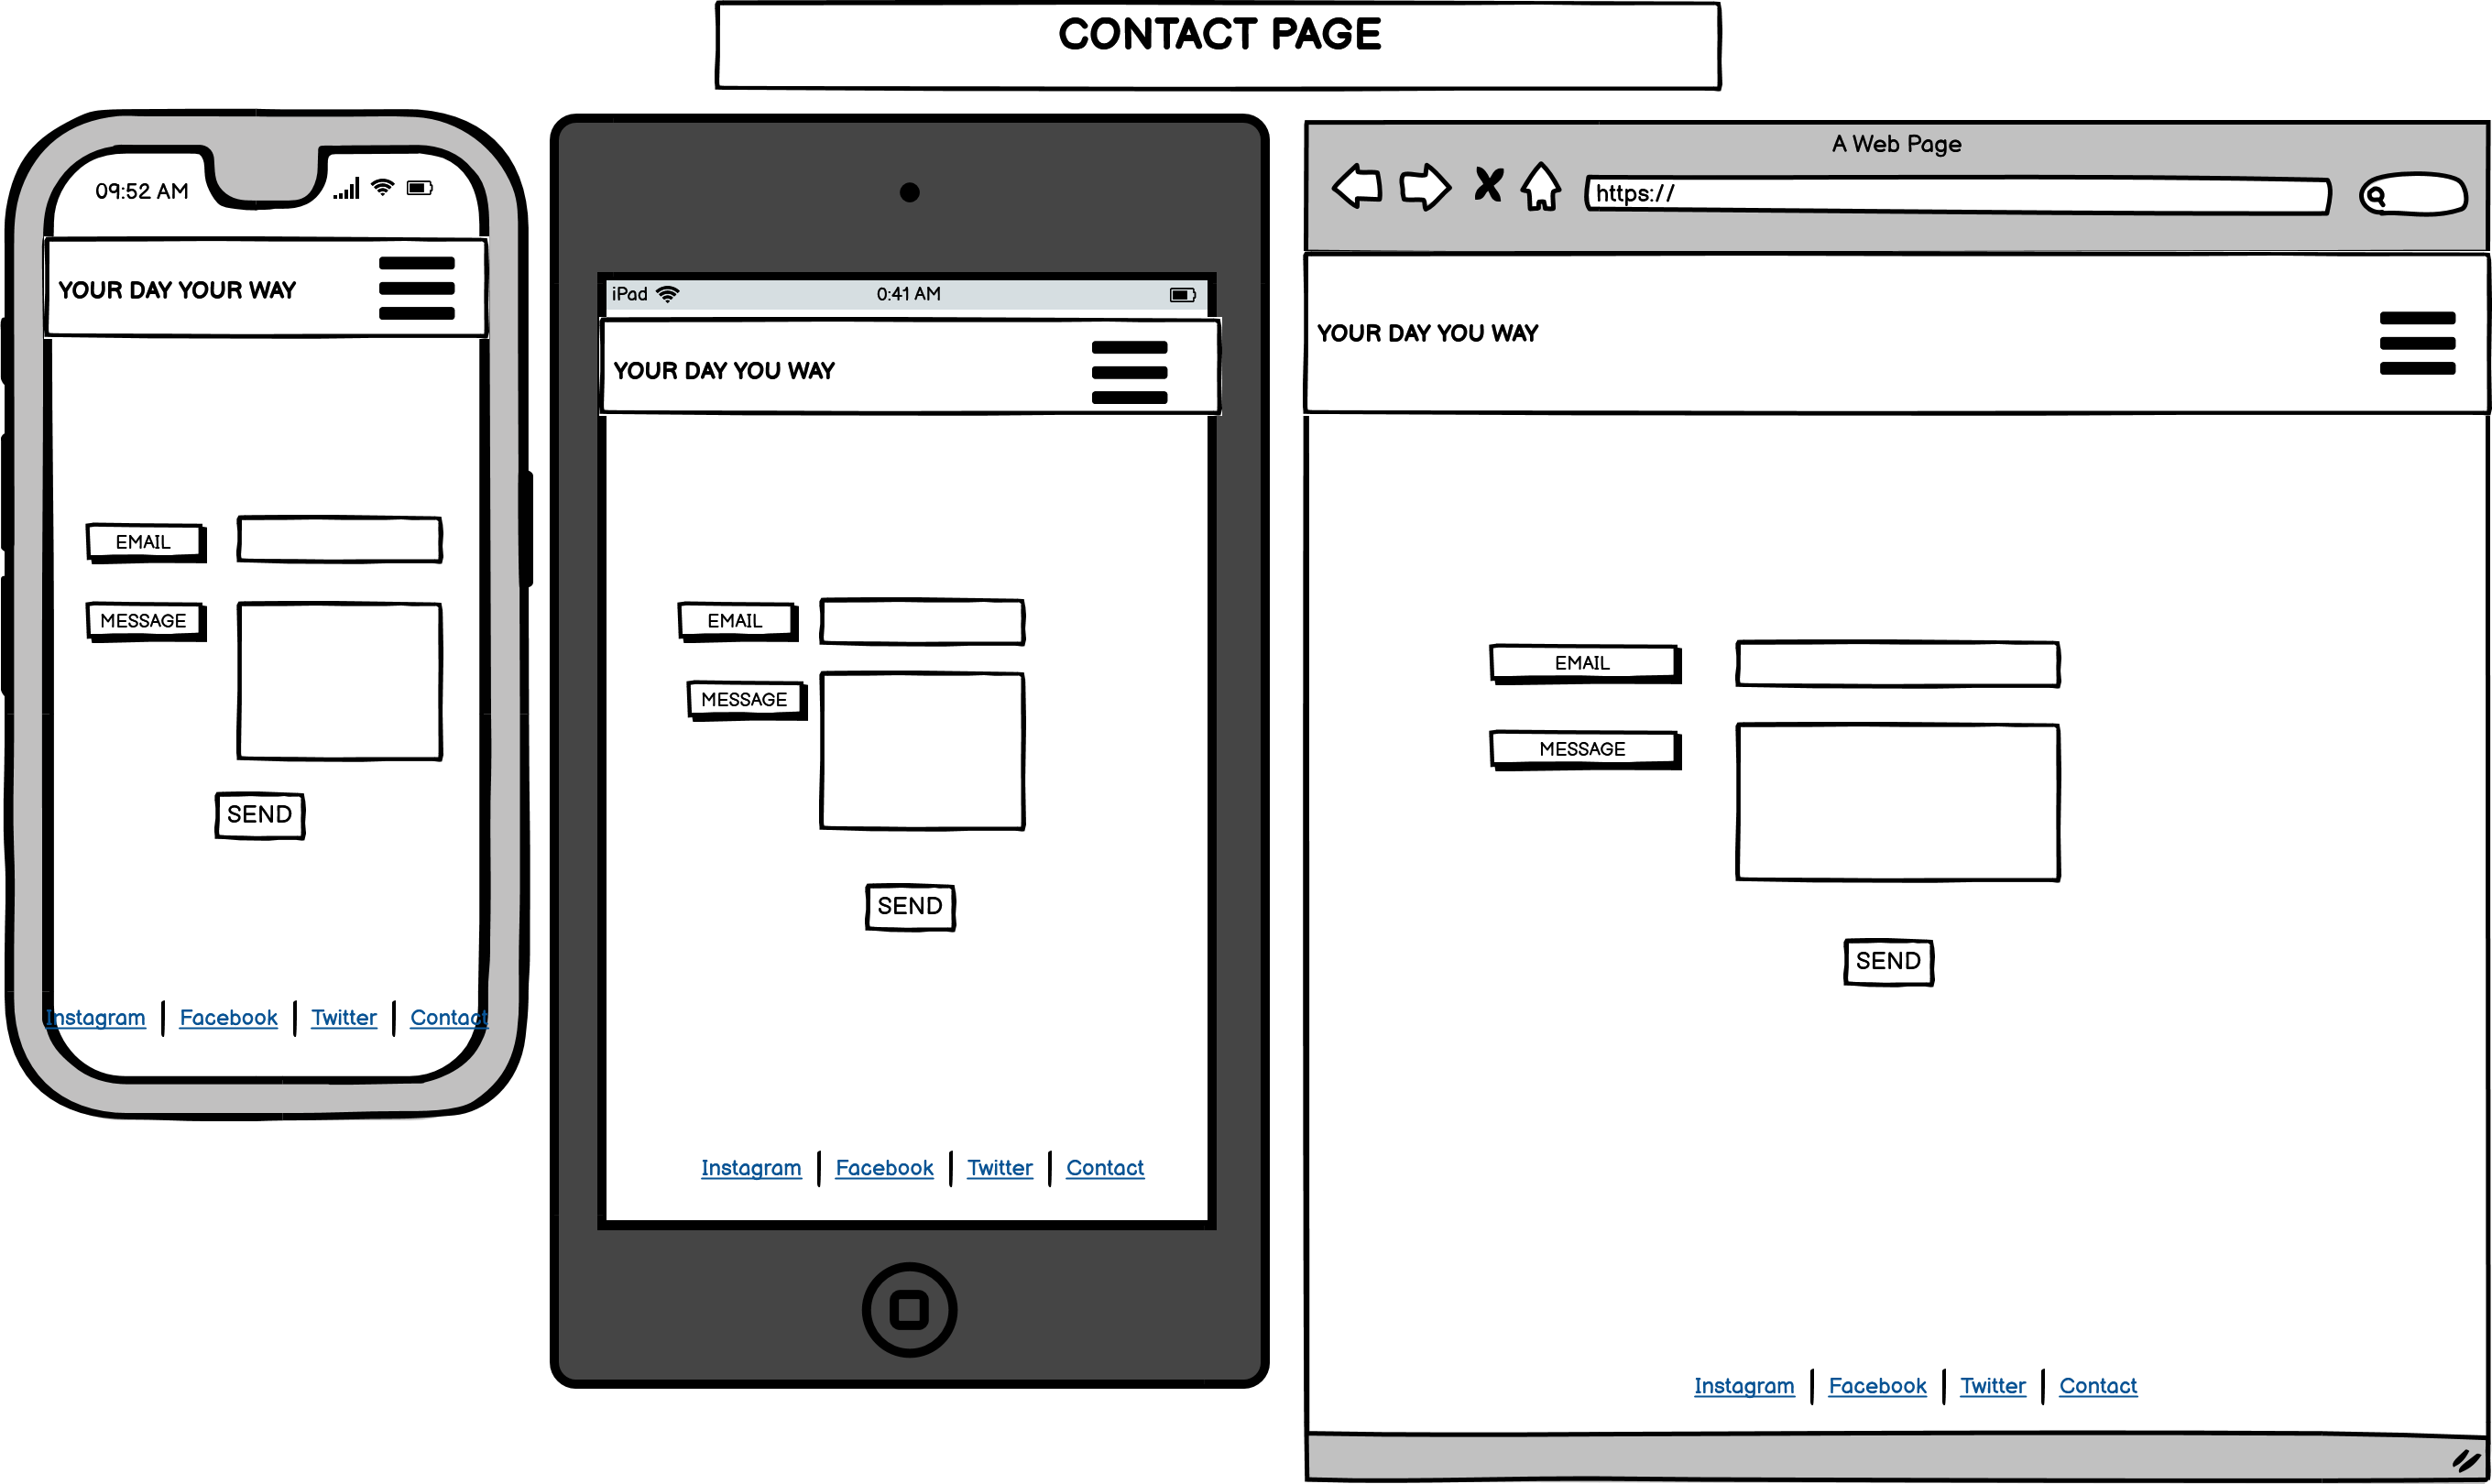 CONTACT PAGE
09:52 AM
YOUR DAY YOUR WAY
EMAIL
MESSAGE
SEND
Instagram Facebook Twitter Contact
iPad 0:41 AM
YOUR DAY YOU WAY
EMAIL
MESSAGE
SEND
Instagram Facebook Twitter Contact
A Web Page
https://
YOUR DAY YOU WAY
EMAIL
MESSAGE
SEND
Instagram Facebook Twitter Contact